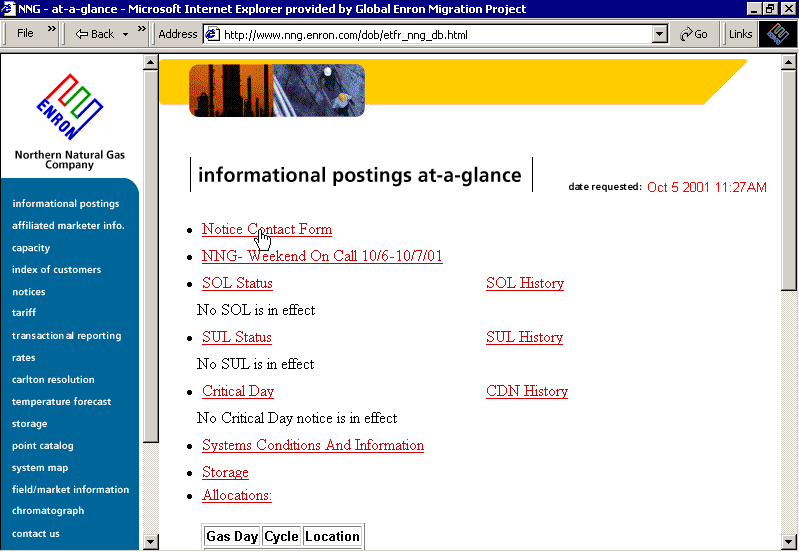 NNG - at-a-glance - Microsoft Internet Explorer provided by Global Enron Migration Project
File » Back » Address http://www.nng.enron.com/dob/etfr_nng_db.html Go Links
ENRON
Northern Natural Gas
Company
informational postings
affiliated marketer info.
capacity
index of customers
notices
tariff
transactional reporting
rates
carlton resolution
temperature forecast
storage
point catalog
system map
field/market information
chromatograph
contact us
informational postings at-a-glance
date requested: Oct 5 2001 11:27AM
• Notice Contact Form
• NNG- Weekend On Call 10/6-10/7/01
• SOL Status SOL History
No SOL is in effect
• SUL Status SUL History
No SUL is in effect
• Critical Day CDN History
No Critical Day notice is in effect
• Systems Conditions And Information
• Storage
• Allocations:
Gas Day Cycle Location